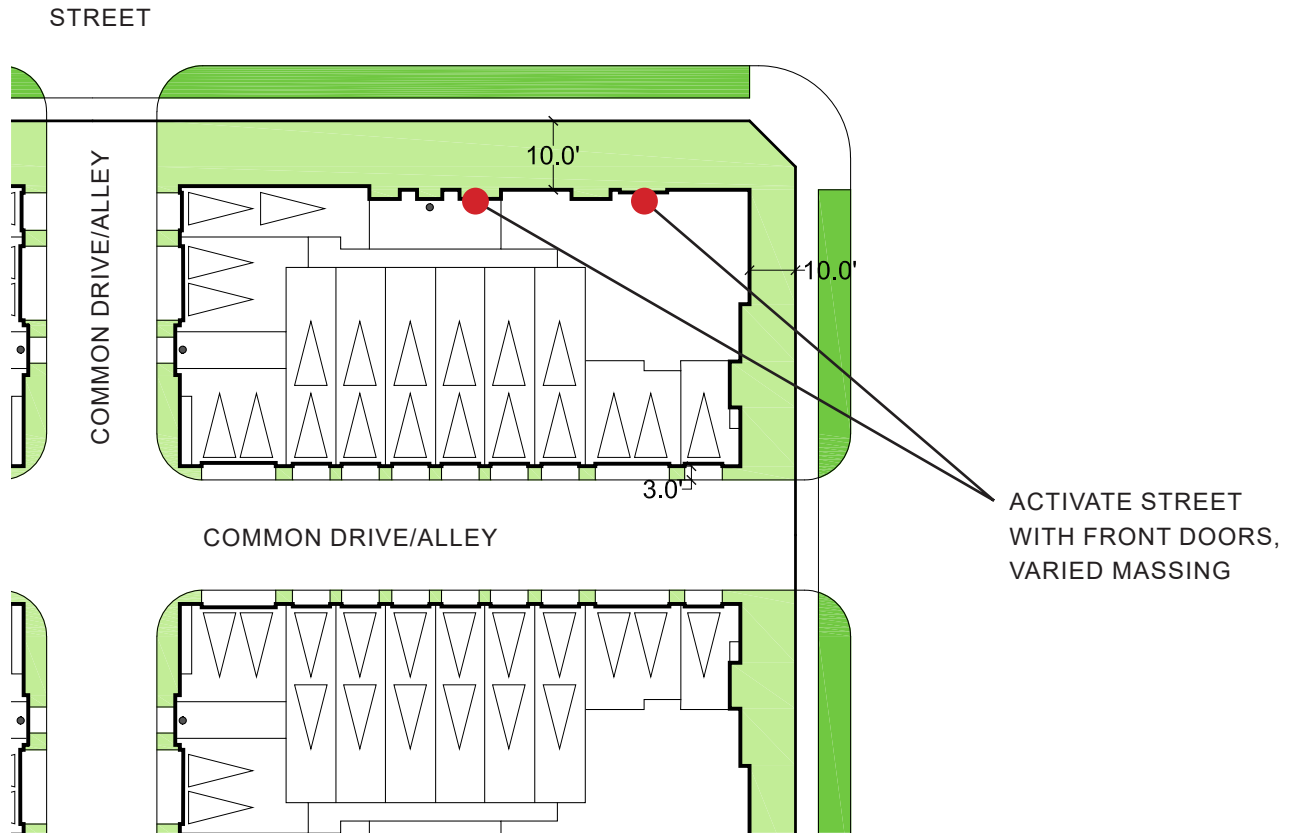 STREET
10.0'
COMMON DRIVE/ALLEY
10.0'
3.0'
COMMON DRIVE/ALLEY
ACTIVATE STREET
WITH FRONT DOORS,
VARIED MASSING